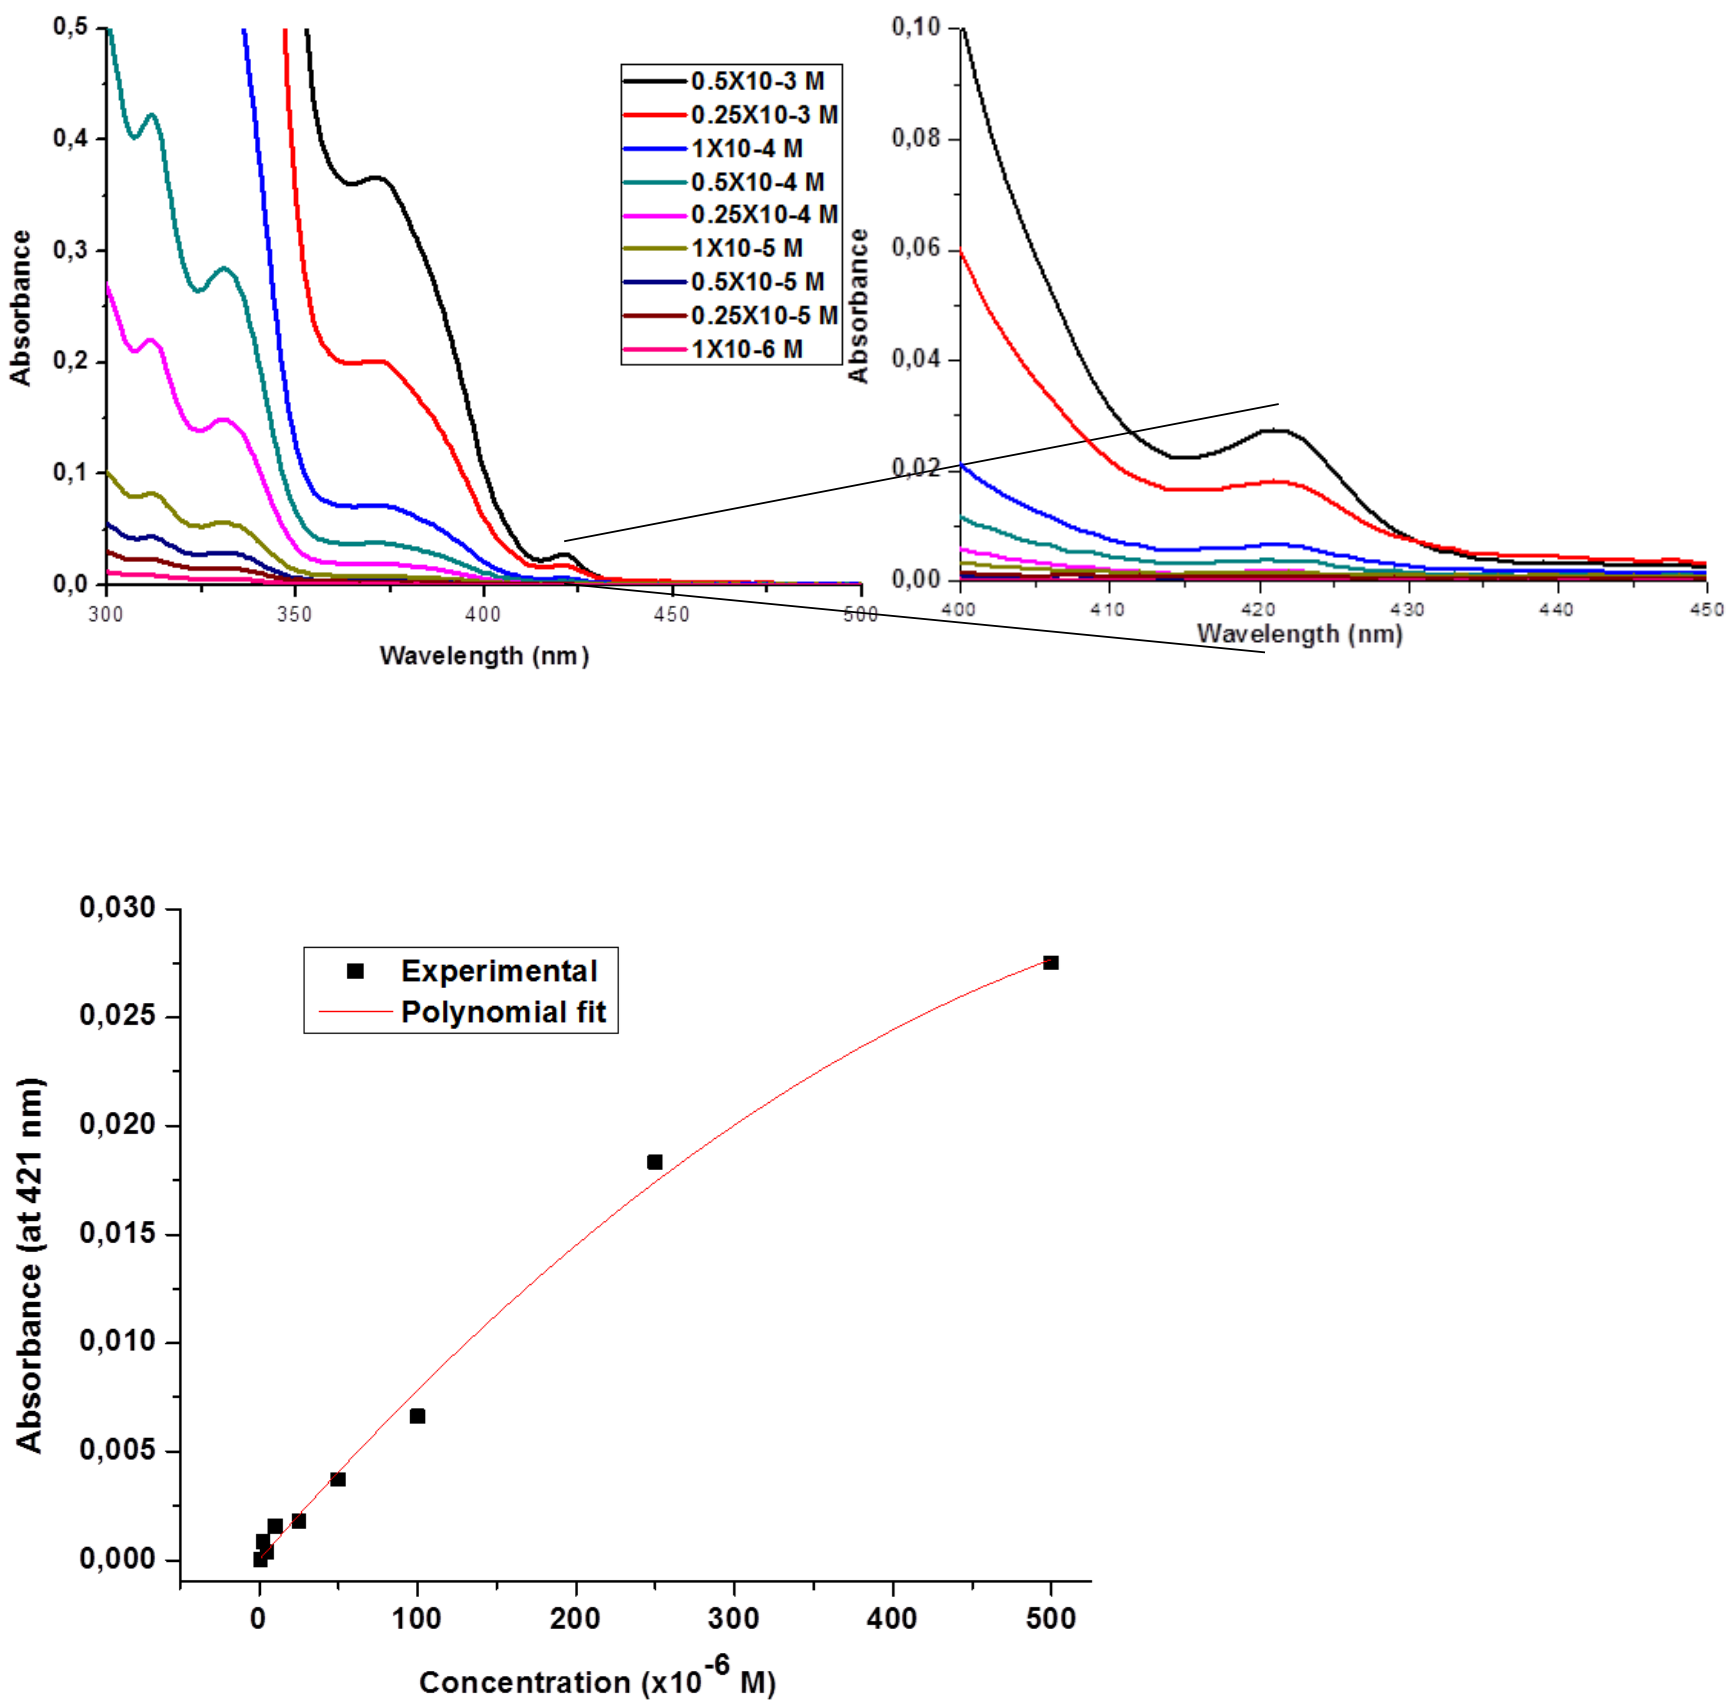 0,5
0,4
0,3
0,2
0,1
0,0
Absorbance
300
350
400
450
500
Wavelength (nm)
0.5X10-3 M
0.25X10-3 M
1X10-4 M
0.5X10-4 M
0.25X10-4 M
1X10-5 M
0.5X10-5 M
0.25X10-5 M
1X10-6 M
0,10
0,08
0,06
0,04
0,02
0,00
Absorbance
400
410
420
430
440
450
Wavelength (nm)
0,030
0,025
0,020
0,015
0,010
0,005
0,000
Absorbance (at 421 nm)
Experimental
Polynomial fit
0
100
200
300
400
500
Concentration (x10⁻⁶ M)